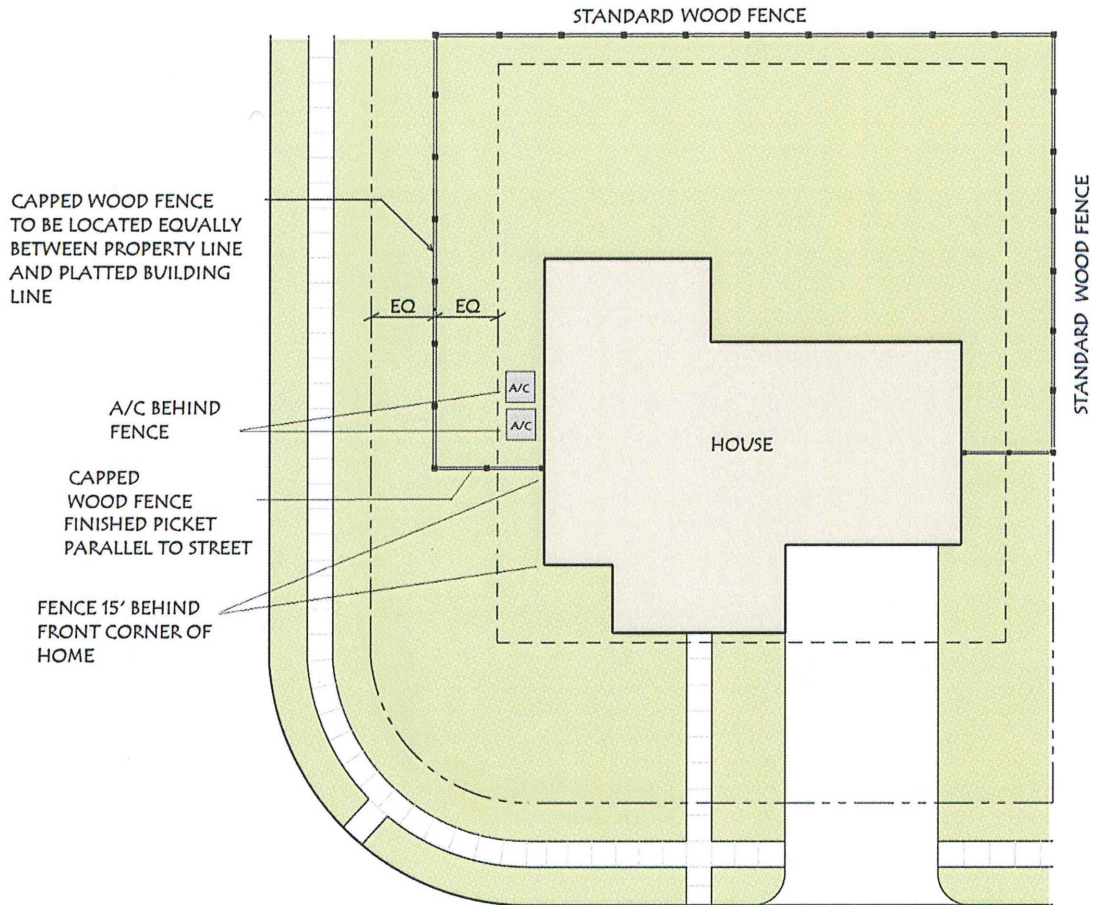 STANDARD WOOD FENCE
CAPPED WOOD FENCE
TO BE LOCATED EQUALLY
BETWEEN PROPERTY LINE
AND PLATTED BUILDING
LINE
STANDARD WOOD FENCE
EQ
EQ
A/C
A/C
A/C BEHIND
FENCE
HOUSE
CAPPED
WOOD FENCE
FINISHED PICKET
PARALLEL TO STREET
FENCE 15' BEHIND
FRONT CORNER OF
HOME